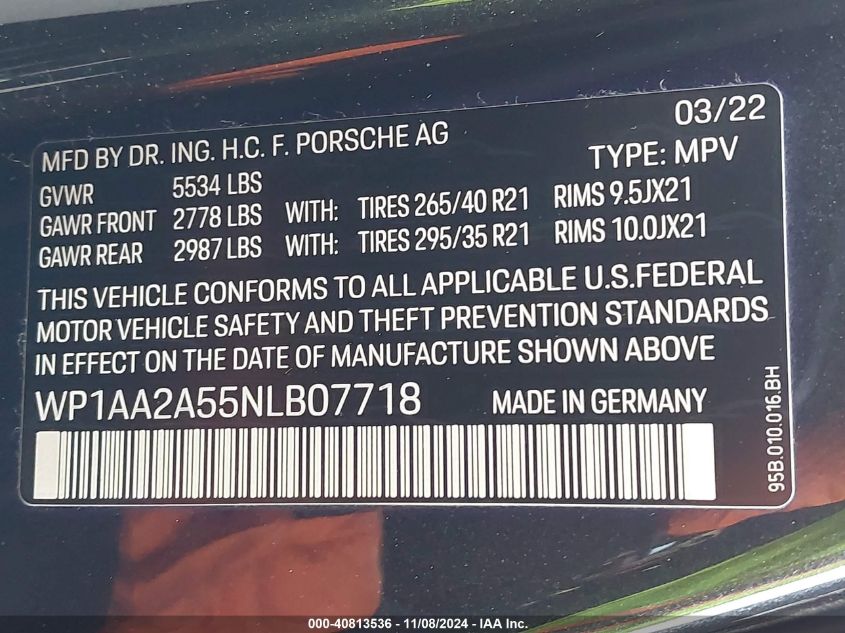 03/22
MFD BY DR. ING. H.C. F. PORSCHE AG
TYPE: MPV
GVWR 5534 LBS
GAWR FRONT 2778 LBS WITH: TIRES 265/40 R21 RIMS 9.5JX21
GAWR REAR 2987 LBS WITH: TIRES 295/35 R21 RIMS 10.0JX21
THIS VEHICLE CONFORMS TO ALL APPLICABLE U.S.FEDERAL
MOTOR VEHICLE SAFETY AND THEFT PREVENTION STANDARDS
IN EFFECT ON THE DATE OF MANUFACTURE SHOWN ABOVE
WP1AA2A55NLB07718 MADE IN GERMANY
95B.010.016.BH
000-40813536 - 11/08/2024 - IAA Inc.